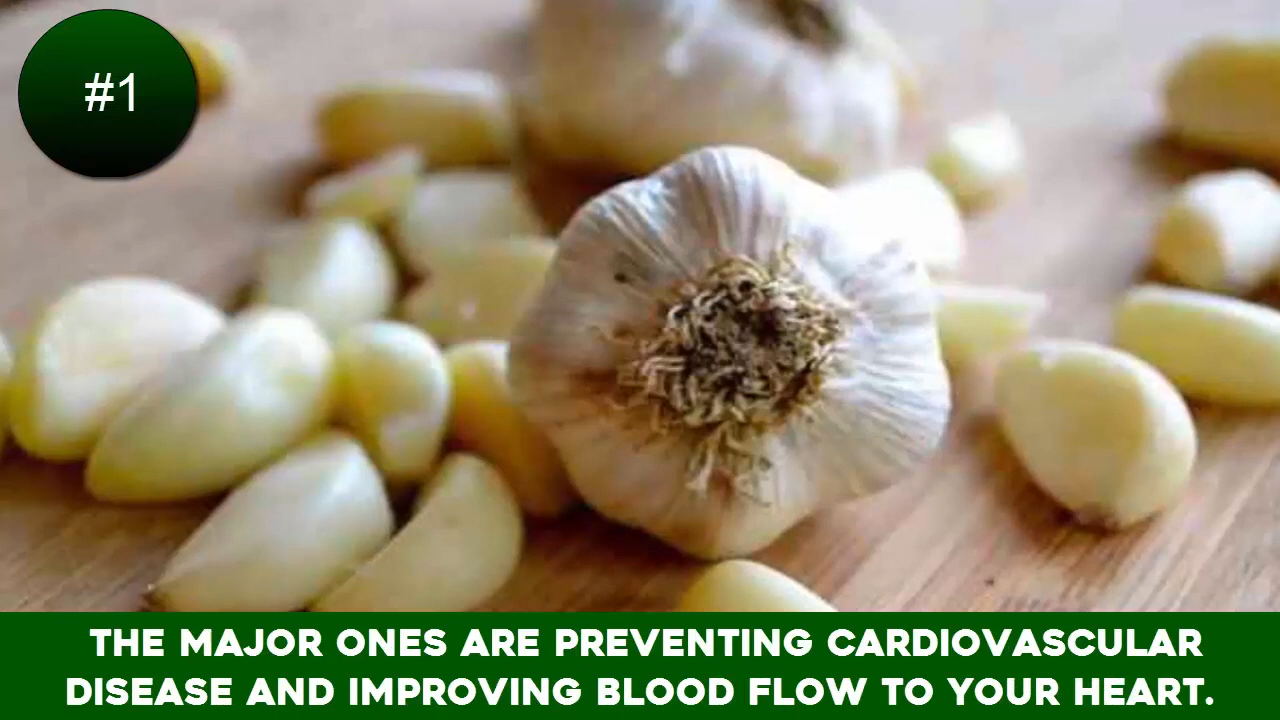 #1
THE MAJOR ONES ARE PREVENTING CARDIOVASCULAR
DISEASE AND IMPROVING BLOOD FLOW TO YOUR HEART.